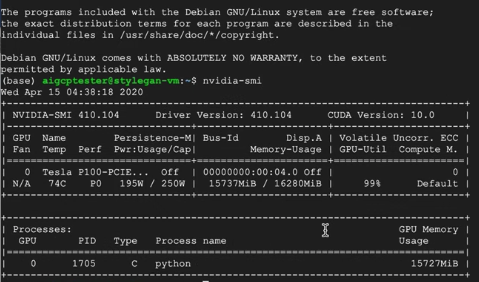 The programs included with the Debian GNU/Linux system are free software;
the exact distribution terms for each program are described in the
individual files in /usr/share/doc/*/copyright.
Debian GNU/Linux comes with ABSOLUTELY NO WARRANTY, to the extent
permitted by applicable law.
(base) aigcptester@stylegan-vm:~$ nvidia-smi
Wed Apr 15 04:38:18 2020
+-----------------------------------------------------------------------------+
| NVIDIA-SMI 410.104      Driver Version: 410.104      CUDA Version: 10.0     |
|-------------------------------+----------------------+----------------------+
| GPU  Name        Persistence-M| Bus-Id        Disp.A | Volatile Uncorr. ECC |
| Fan  Temp  Perf  Pwr:Usage/Cap|         Memory-Usage | GPU-Util  Compute M. |
|===============================+======================+======================|
|   0  Tesla P100-PCIE...  Off  | 00000000:00:04.0 Off |                    0 |
| N/A   74C    P0   195W / 250W |  15737MiB / 16280MiB |     99%      Default |
+-------------------------------+----------------------+----------------------+
+-----------------------------------------------------------------------------+
| Processes:                                                       GPU Memory |
|  GPU       PID   Type   Process name                             Usage      |
|=============================================================================|
|    0      1705      C   python                                     15727MiB |
+-----------------------------------------------------------------------------+